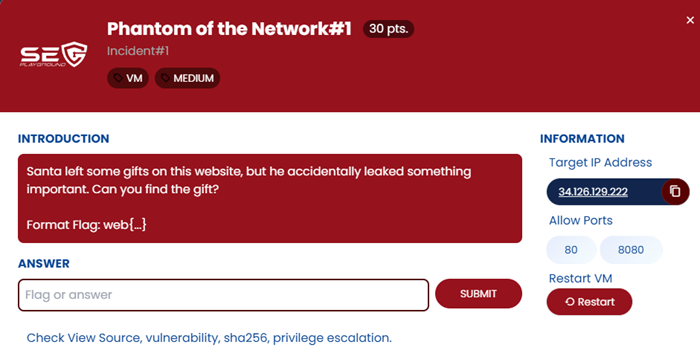 Phantom of the Network#1 30 pts.
×
SEC
PLAYGROUND
Incident#1
VM MEDIUM
INTRODUCTION
Santa left some gifts on this website, but he accidentally leaked something
important. Can you find the gift?
Format Flag: web{...}
ANSWER
Flag or answer
SUBMIT
Check View Source, vulnerability, sha256, privilege escalation.
INFORMATION
Target IP Address
34.126.129.222
Allow Ports
80 8080
Restart VM
Restart